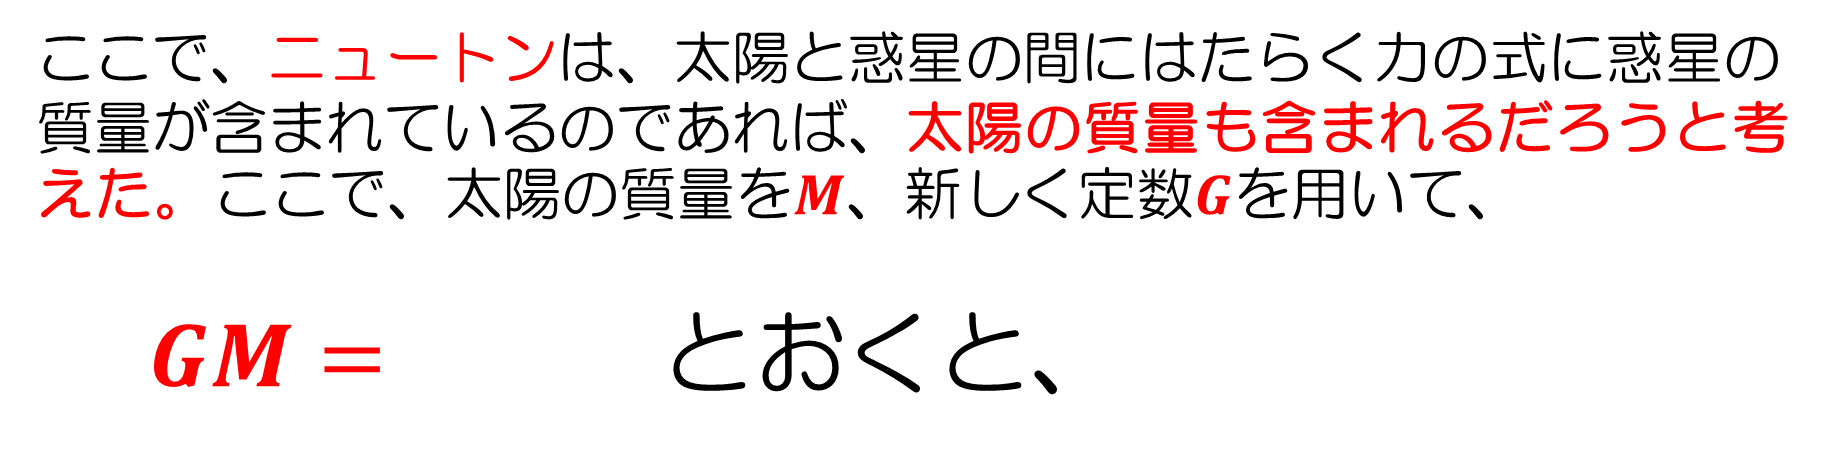 ここで、ニュートンは、太陽と惑星の間にはたらく力の式に惑星の
質量が含まれているのであれば、太陽の質量も含まれるだろうと考
えた。ここで、太陽の質量をM、新しく定数Gを用いて、
GM = とおくと、